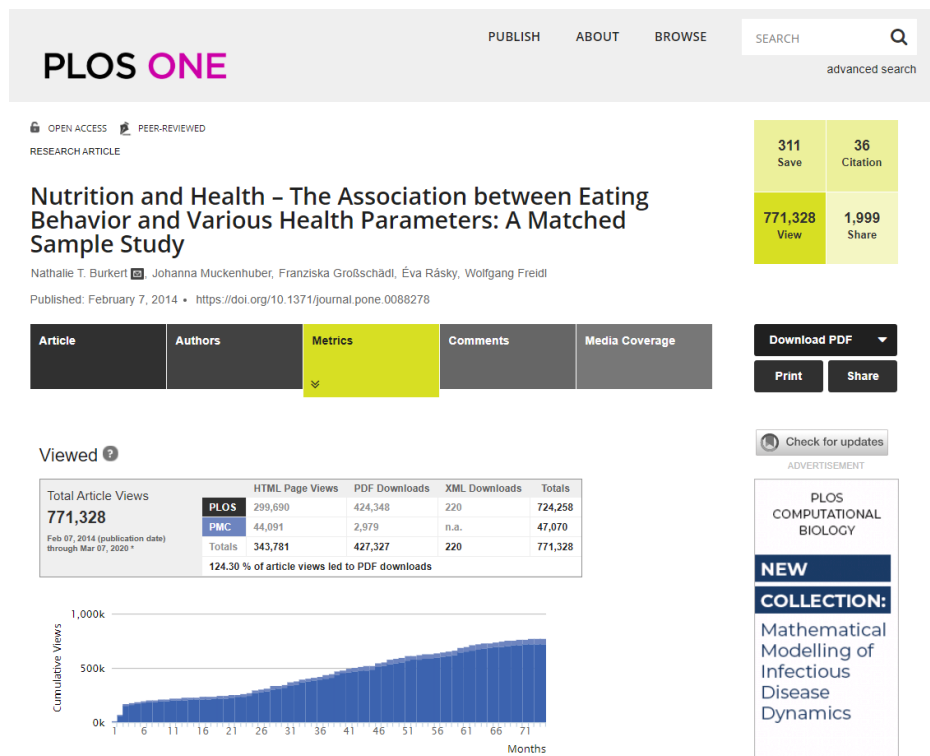 PUBLISH ABOUT BROWSE SEARCH
PLOS ONE
advanced search
OPEN ACCESS PEER-REVIEWED
RESEARCH ARTICLE
311 Save
36 Citation
771,328 View
1,999 Share
Nutrition and Health – The Association between Eating
Behavior and Various Health Parameters: A Matched
Sample Study
Nathalie T. Burkert , Johanna Muckenhuber, Franziska Großschädl, Éva Rásky, Wolfgang Freidl
Published: February 7, 2014 • https://doi.org/10.1371/journal.pone.0088278
Article Authors Metrics Comments Media Coverage
Download PDF
Print Share
Check for updates
ADVERTISEMENT
Viewed ?
Total Article Views
771,328
Feb 07, 2014 (publication date)
through Mar 07, 2020 *
HTML Page Views PDF Downloads XML Downloads Totals
PLOS 299,690 424,348 220 724,258
PMC 44,091 2,979 n.a. 47,070
Totals 343,781 427,327 220 771,328
124.30 % of article views led to PDF downloads
Cumulative Views
1,000k
500k
0k
1 6 11 16 21 26 31 36 41 46 51 56 61 66 71
Months
PLOS
COMPUTATIONAL
BIOLOGY
NEW
COLLECTION:
Mathematical
Modelling of
Infectious
Disease
Dynamics